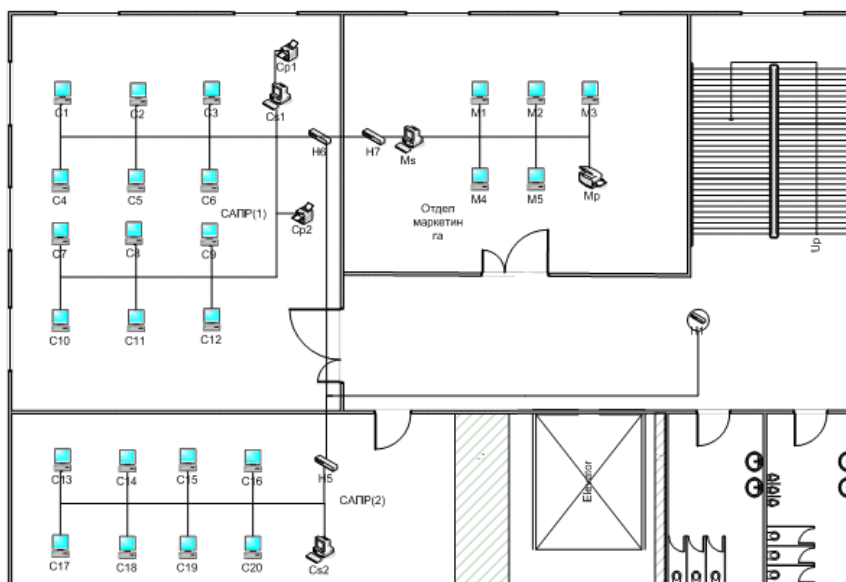 Cp1
C1
C2
C3
Cs1
M1
M2
M3
H6
H7
Ms
C4
C5
C6
M4
M5
Mp
САПР(1)
Cp2
Отдел
маркетин
га
Up
C7
C8
C9
C10
C11
C12
H1
C13
C14
C15
C16
H5
САПР(2)
Elevator
C17
C18
C19
C20
Cs2